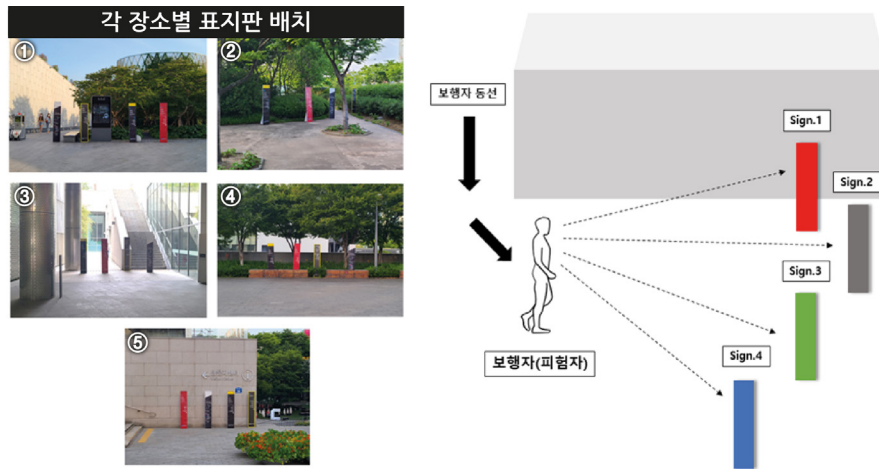 각 장소별 표지판 배치
①
②
③
④
⑤
보행자 동선
Sign.1
Sign.2
Sign.3
Sign.4
보행자(피험자)